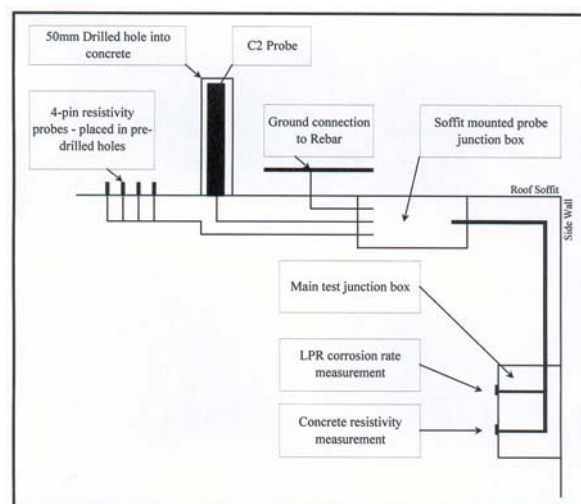 50mm Drilled hole into
concrete
C2 Probe
4-pin resistivity
probes - placed in pre-
drilled holes
Ground connection
to Rebar
Soffit mounted probe
junction box
Roof Soffit
Side Wall
Main test junction box
LPR corrosion rate
measurement
Concrete resistivity
measurement